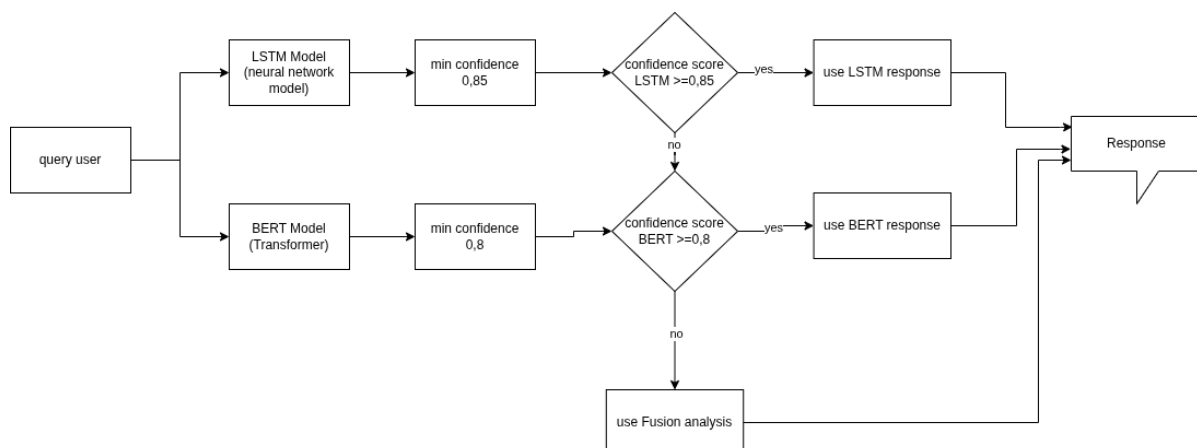 query user
LSTM Model
(neural network
model)
min confidence
0,85
confidence score
LSTM >=0,85
yes
use LSTM response
Response
no
BERT Model
(Transformer)
min confidence
0,8
confidence score
BERT >=0,8
yes
use BERT response
no
use Fusion analysis